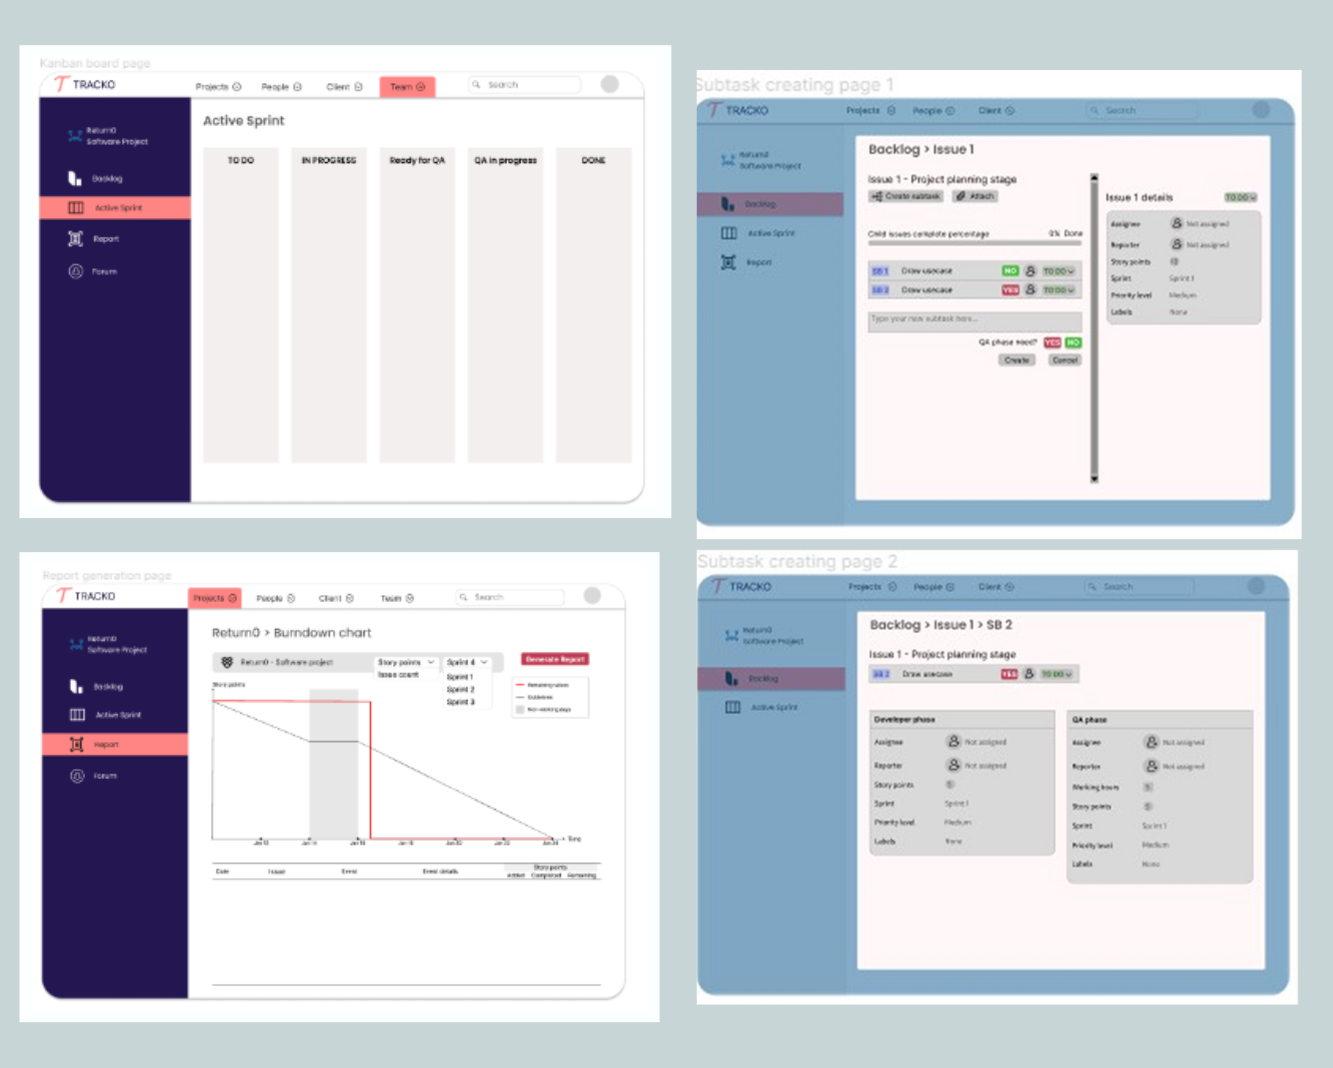 Kanban board page
TRACKO
Projects People Client Team Search
Return0
Software Project
Backlog
Active Sprint
Report
Forum
Active Sprint
TO DO IN PROGRESS Ready for QA QA in progress DONE
Subtask creating page 1
TRACKO
Projects People Client Search
Return0
Software Project
Backlog
Active Sprint
Report
Backlog > Issue 1
Issue 1 - Project planning stage
Create subtask Attach
Child issues complete percentage 0% Done
SB 1 Draw usecase NO TO DO
SB 2 Draw usecase YES TO DO
Type your new subtask here...
QA phase need? YES NO
Create Cancel
Issue 1 details TO DO
Assignee Not assigned
Reporter Not assigned
Story points
Sprint Sprint 1
Priority level Medium
Labels None
Report generation page
TRACKO
Projects People Client Team Search
Return0
Software Project
Backlog
Active Sprint
Report
Forum
Return0 > Burndown chart
Return0 - Software project Story points Sprint 4 Generate Report
Issue count Sprint 1
Sprint 2
Sprint 3
Story points
Remaining values
Guidelines
Non-working days
Time
Date Issue Event Event details Story points
Added Completed Remaining
Subtask creating page 2
TRACKO
Projects People Client Search
Return0
Software Project
Backlog
Active Sprint
Backlog > Issue 1 > SB 2
Issue 1 - Project planning stage
SB 2 Draw usecase YES TO DO
Developer phase
Assignee Not assigned
Reporter Not assigned
Story points
Sprint Sprint 1
Priority level Medium
Labels None
QA phase
Assignee Not assigned
Reporter Not assigned
Working hours
Story points
Sprint Sprint 1
Priority level Medium
Labels None